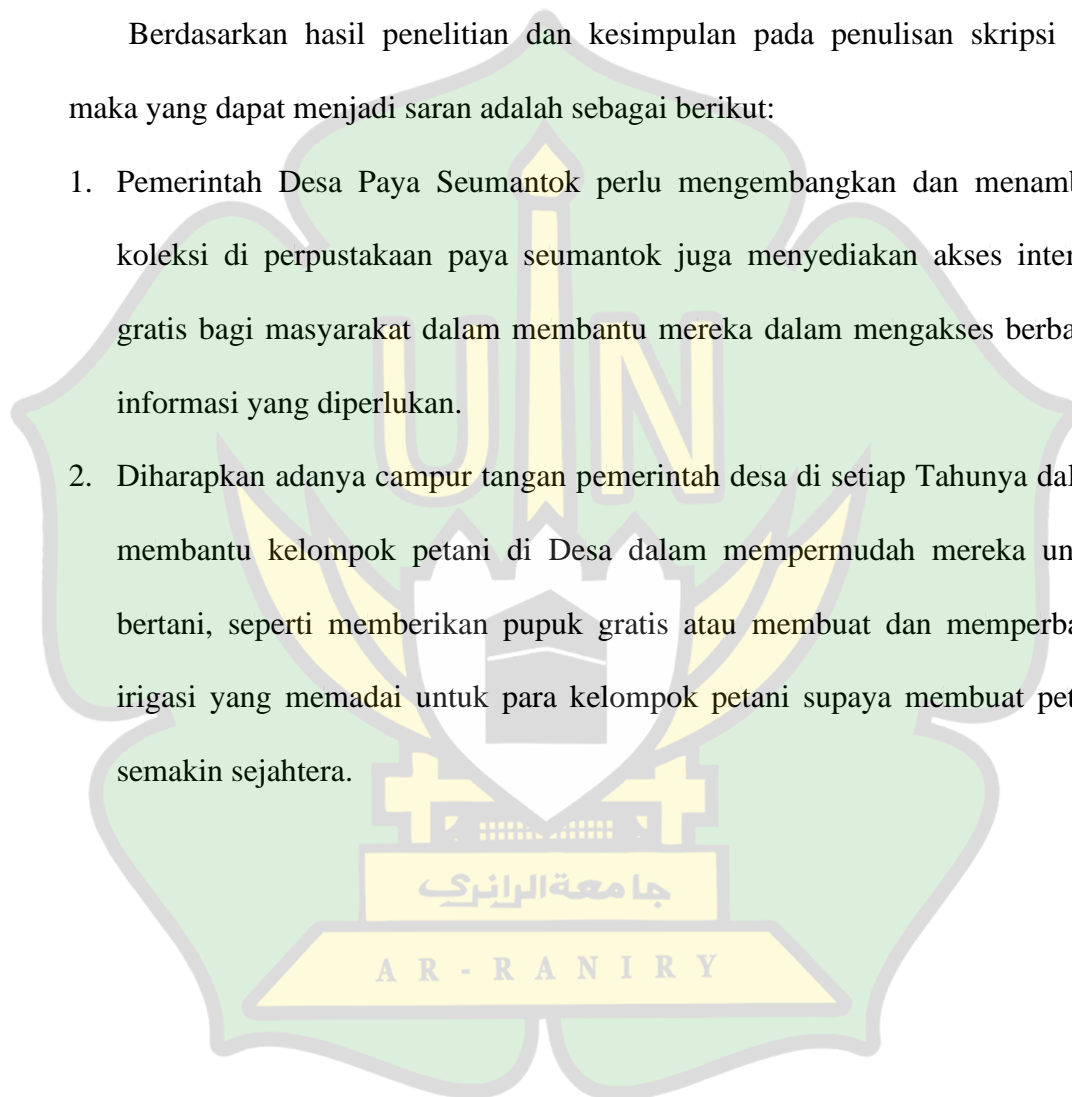 Berdasarkan hasil penelitian dan kesimpulan pada penulisan skripsi
maka yang dapat menjadi saran adalah sebagai berikut:
1. Pemerintah Desa Paya Seumantok perlu mengembangkan dan
koleksi di perpustakaan paya seumantok juga menyediakan akses
gratis bagi masyarakat dalam membantu mereka dalam mengakses
informasi yang diperlukan.
2. Diharapkan adanya campur tangan pemerintah desa di setiap Tahunya
membantu kelompok petani di Desa dalam mempermudah mereka
bertani, seperti memberikan pupuk gratis atau membuat dan
irigasi yang memadai untuk para kelompok petani supaya membuat
semakin sejahtera.
UIN
جامعةالرانري
AR-RANIRY